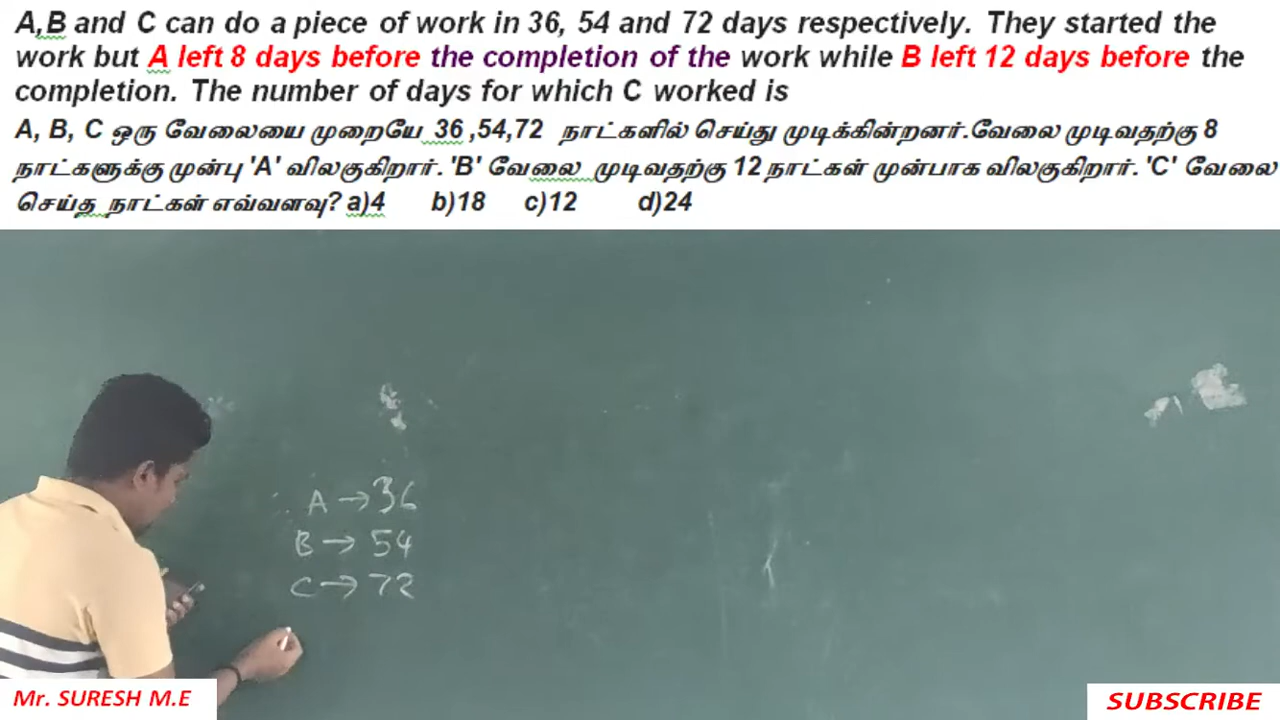 A,B and C can do a piece of work in 36, 54 and 72 days respectively. They started the
work but A left 8 days before the completion of the work while B left 12 days before the
completion. The number of days for which C worked is
A, B, C ஒரு வேலையை முறையே 36 ,54,72 நாட்களில் செய்து முடிக்கின்றனர்.வேலை முடிவதற்கு 8
நாட்களுக்கு முன்பு 'A' விலகுகிறார். 'B' வேலை முடிவதற்கு 12 நாட்கள் முன்பாக விலகுகிறார். 'C' வேலை
செய்த நாட்கள் எவ்வளவு? a)4 b)18 c)12 d)24
A → 36
B → 54
C → 72
Mr. SURESH M.E
SUBSCRIBE